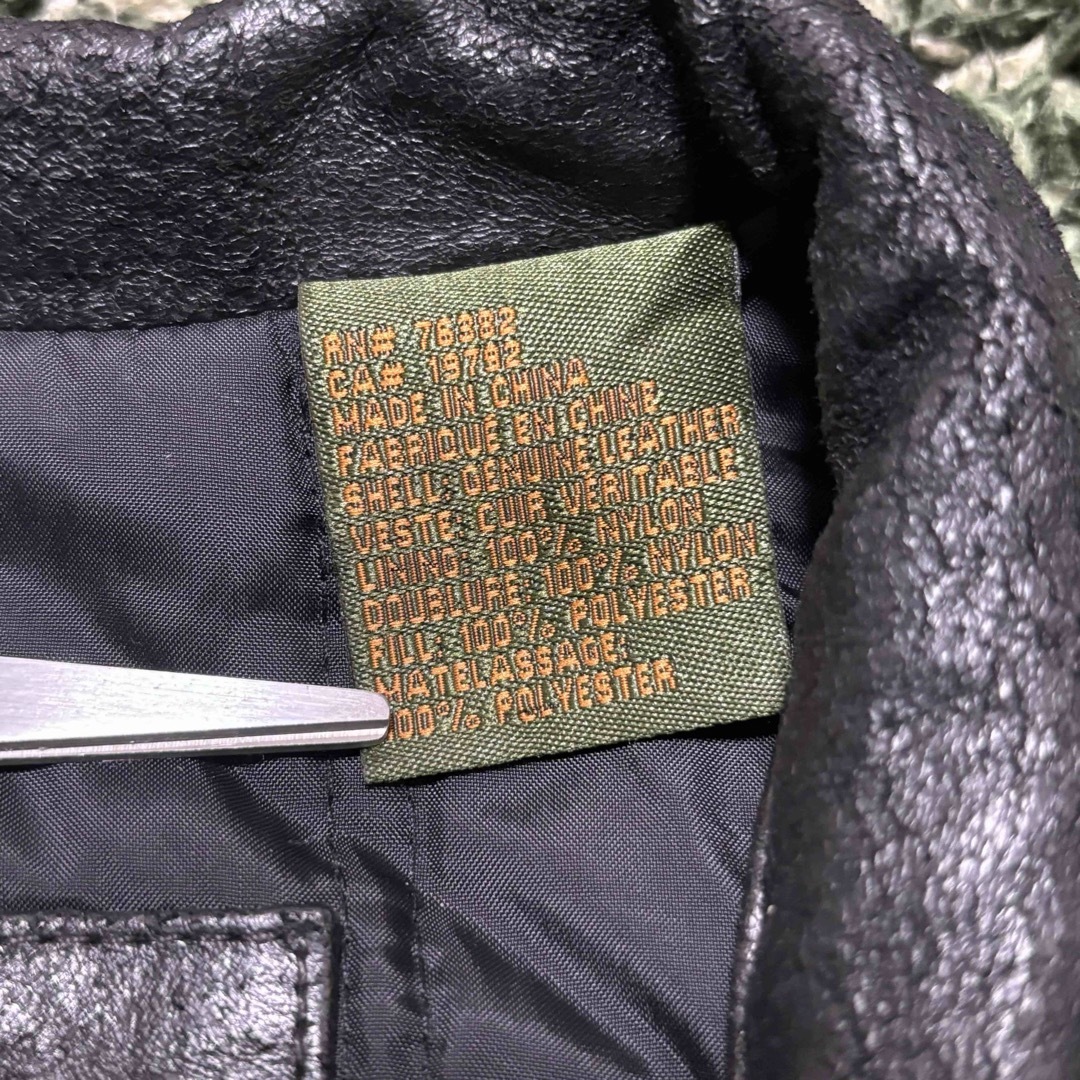 RN# 76382
CA# 19792
MADE IN CHINA
FABRIQUE EN CHINE
SHELL: GENUINE LEATHER
VESTE: CUIR VERITABLE
LINING: 100% NYLON
DOUBLURE: 100% NYLON
FILL: 100% POLYESTER
MATELASSAGE:
100% POLYESTER